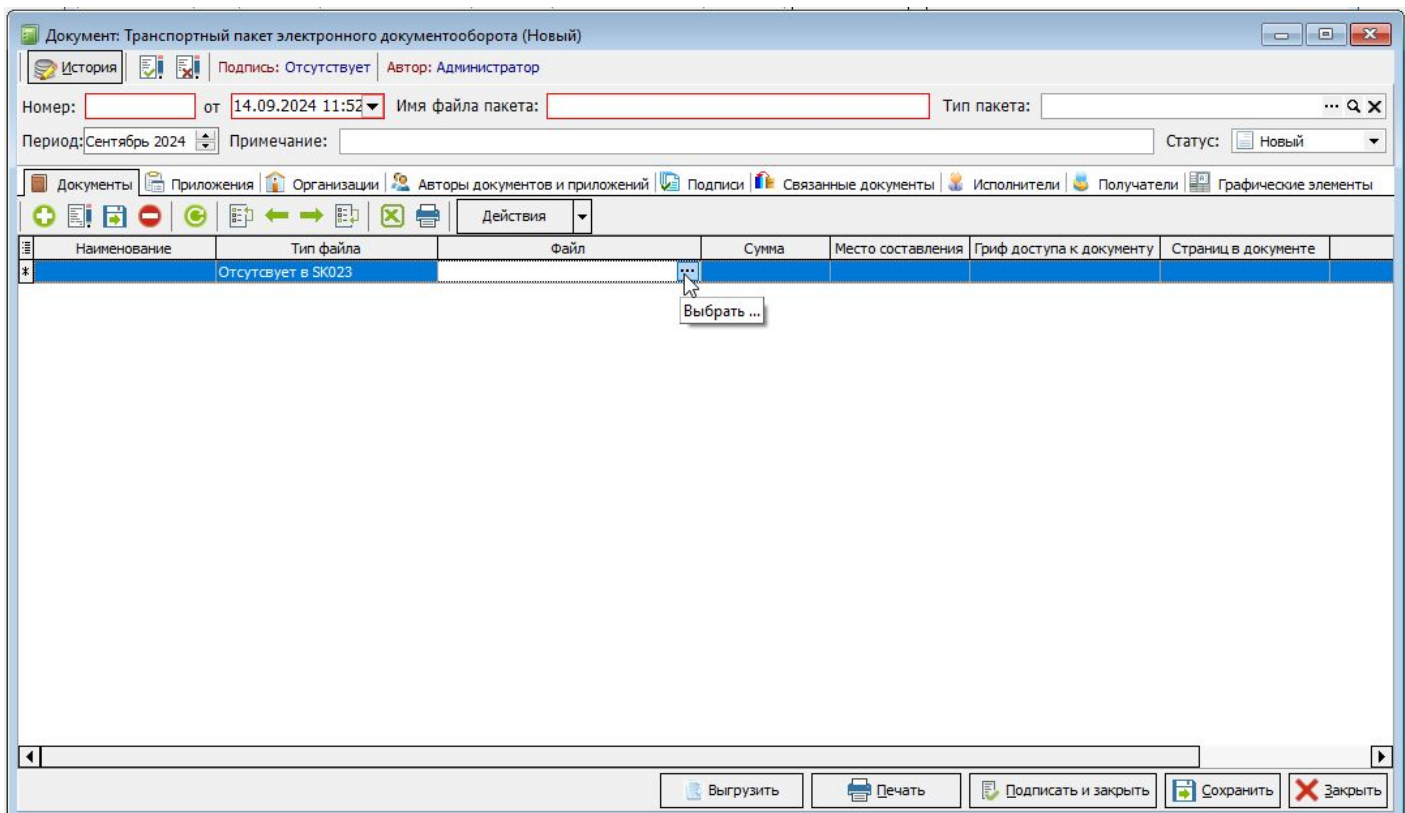 Документ: Транспортный пакет электронного документооборота (Новый)
История Подпись: Отсутствует Автор: Администратор
Номер: от 14.09.2024 11:52 Имя файла пакета: Тип пакета:
Период: Сентябрь 2024 Примечание: Статус: Новый
Документы Приложения Организации Авторы документов и приложений Подписи Связанные документы Исполнители Получатели Графические элементы
Действия
Наименование Тип файла Файл Сумма Место составления Гриф доступа к документу Страниц в документе
* Отсутсвует в SK023 ...
Выбрать ...
Выгрузить Печать Подписать и закрыть Сохранить Закрыть